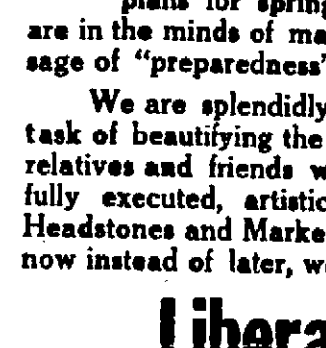 plans for spring
are in the minds of ma
sage of "preparedness"
We are splendidly
task of beautifying the
relatives and friends w
fully executed, artistic
Headstones and Marke
now instead of later, w
Libera